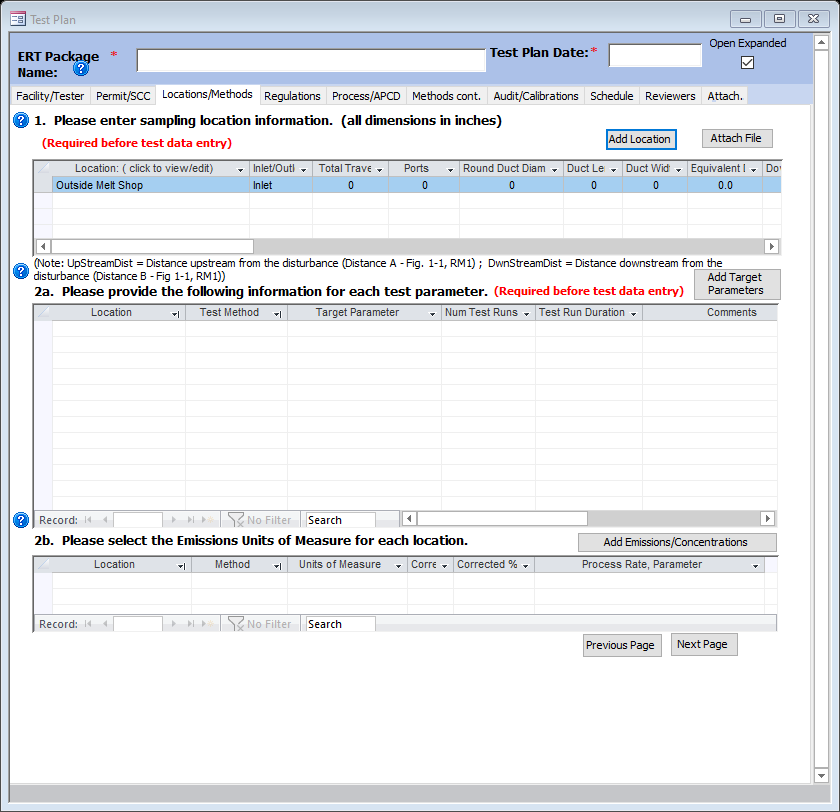 Test Plan
ERT Package * Test Plan Date:* Open Expanded
Name:
Facility/Tester Permit/SCC Locations/Methods Regulations Process/APCD Methods cont. Audit/Calibrations Schedule Reviewers Attach.
1. Please enter sampling location information. (all dimensions in inches)
(Required before test data entry) Add Location Attach File
Location: ( click to view/edit) Inlet/Outl Total Trave Ports Round Duct Diam Duct Le Duct Widt Equivalent D Dov
Outside Melt Shop Inlet 0 0 0 0 0 0.0
(Note: UpStreamDist = Distance upstream from the disturbance (Distance A - Fig. 1-1, RM1) ; DwnStreamDist = Distance downstream from the
disturbance (Distance B - Fig 1-1, RM1))
Add Target
Parameters
2a. Please provide the following information for each test parameter. (Required before test data entry)
Location Test Method Target Parameter Num Test Runs Test Run Duration Comments
Record: No Filter Search
2b. Please select the Emissions Units of Measure for each location. Add Emissions/Concentrations
Location Method Units of Measure Corre Corrected % Process Rate, Parameter
Record: No Filter Search
Previous Page Next Page